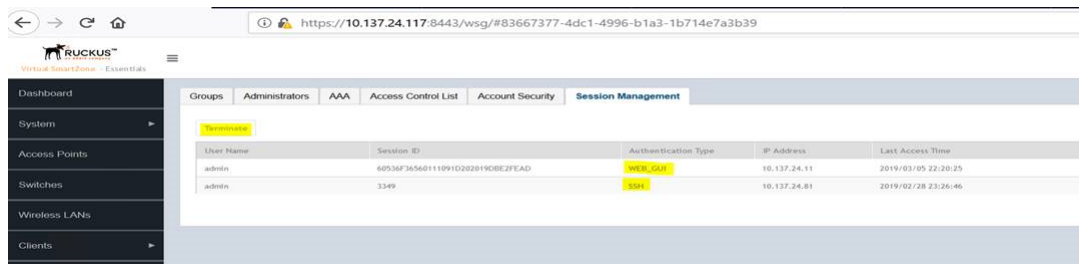 https://10.137.24.117:8443/wsg/#83667377-4dc1-4996-b1a3-1b714e7a3b39
RUCKUS™
Virtual SmartZone - Essentials
Dashboard
System
Access Points
Switches
Wireless LANs
Clients
Groups Administrators AAA Access Control List Account Security Session Management
Terminate
User Name Session ID Authentication Type IP Address Last Access Time
admin 60536F36560111091D202019DBE2FEAD WEB_GUI 10.137.24.11 2019/03/05 22:20:25
admin 3349 SSH 10.137.24.81 2019/02/28 23:26:46